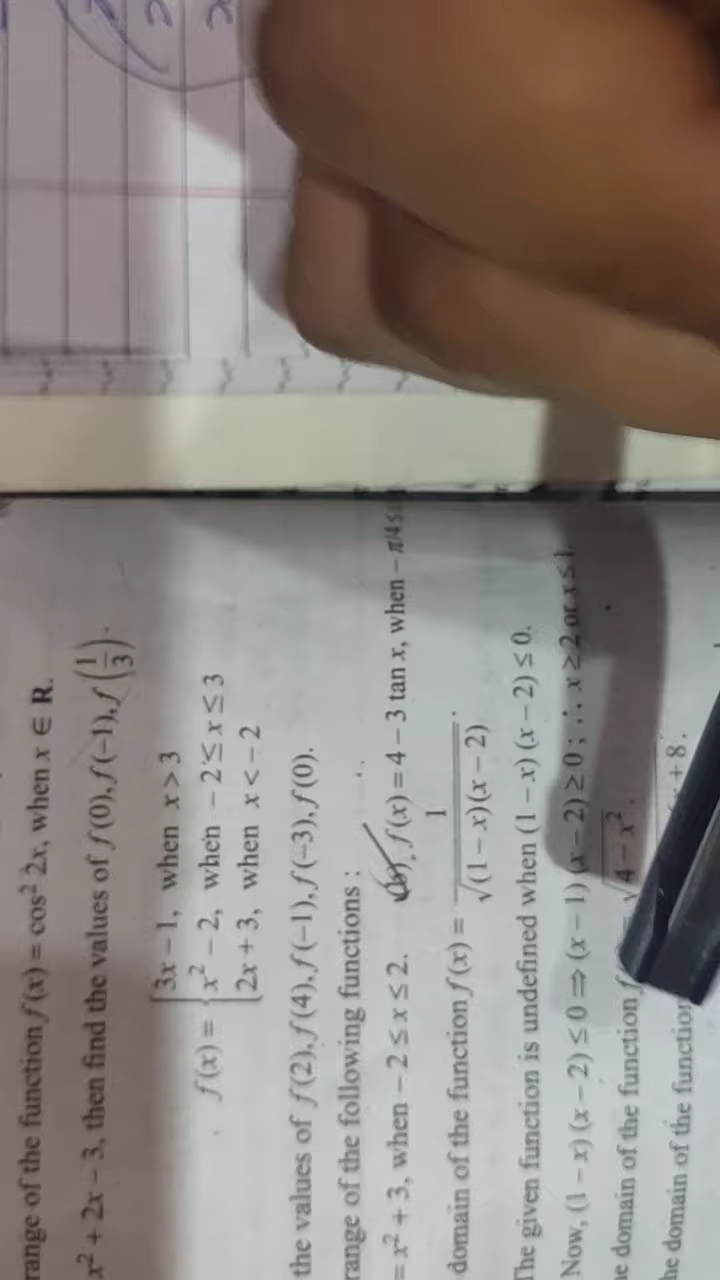 range of the function f(x) = cos² 2x, when x ∈ R.
x² + 2x – 3, then find the values of f(0), f(–1), f(1/3).
3x – 1, when x > 3
f(x) = { x² – 2, when – 2 ≤ x ≤ 3
2x + 3, when x < – 2
the values of f(2), f(4), f(–1), f(–3), f(0).
range of the following functions :
= x² + 3, when – 2 ≤ x ≤ 2. (b). f(x) = 4 – 3 tan x, when – π/4 ≤
domain of the function f(x) = 1/√(1 – x)(x – 2).
The given function is undefined when (1 – x) (x – 2) ≤ 0.
Now, (1 – x) (x – 2) ≤ 0 ⇒ (x – 1) (x – 2) ≥ 0 ; ∴ x ≥ 2 or x ≤ 1.
domain of the function √4 – x².
domain of the function + 8.